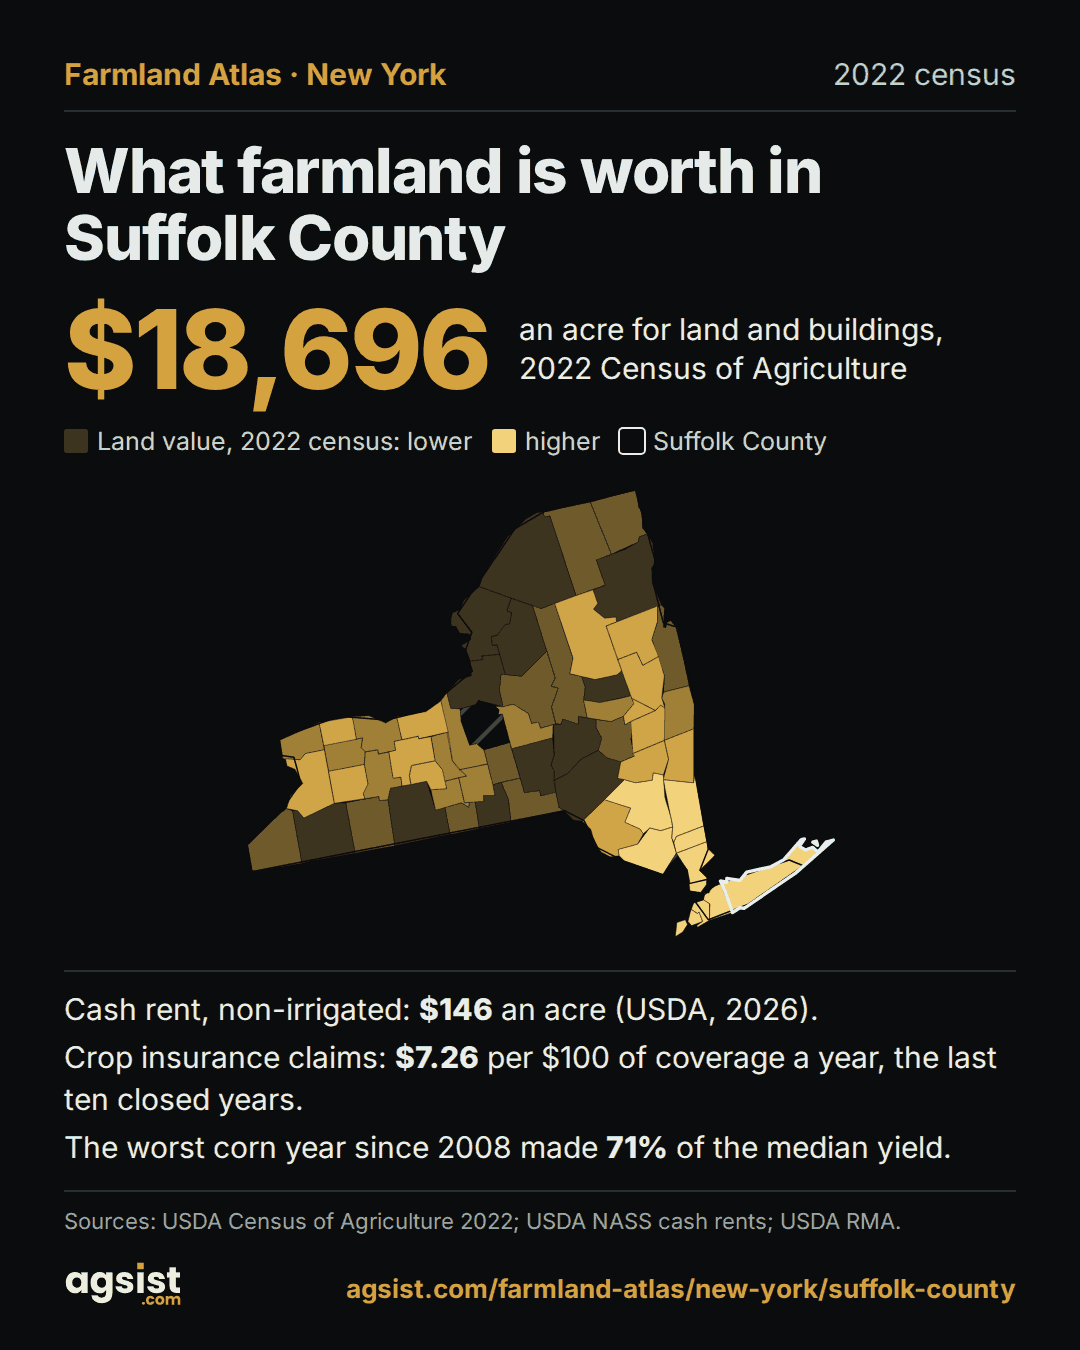 Farmland Atlas · New York
2022 census
What farmland is worth in
Suffolk County
$18,696
an acre for land and buildings,
2022 Census of Agriculture
Land value, 2022 census: lower
higher
Suffolk County
Cash rent, non-irrigated: $146 an acre (USDA, 2026).
Crop insurance claims: $7.26 per $100 of coverage a year, the last
ten closed years.
The worst corn year since 2008 made 71% of the median yield.
Sources: USDA Census of Agriculture 2022; USDA NASS cash rents; USDA RMA.
agsist
.com
agsist.com/farmland-atlas/new-york/suffolk-county